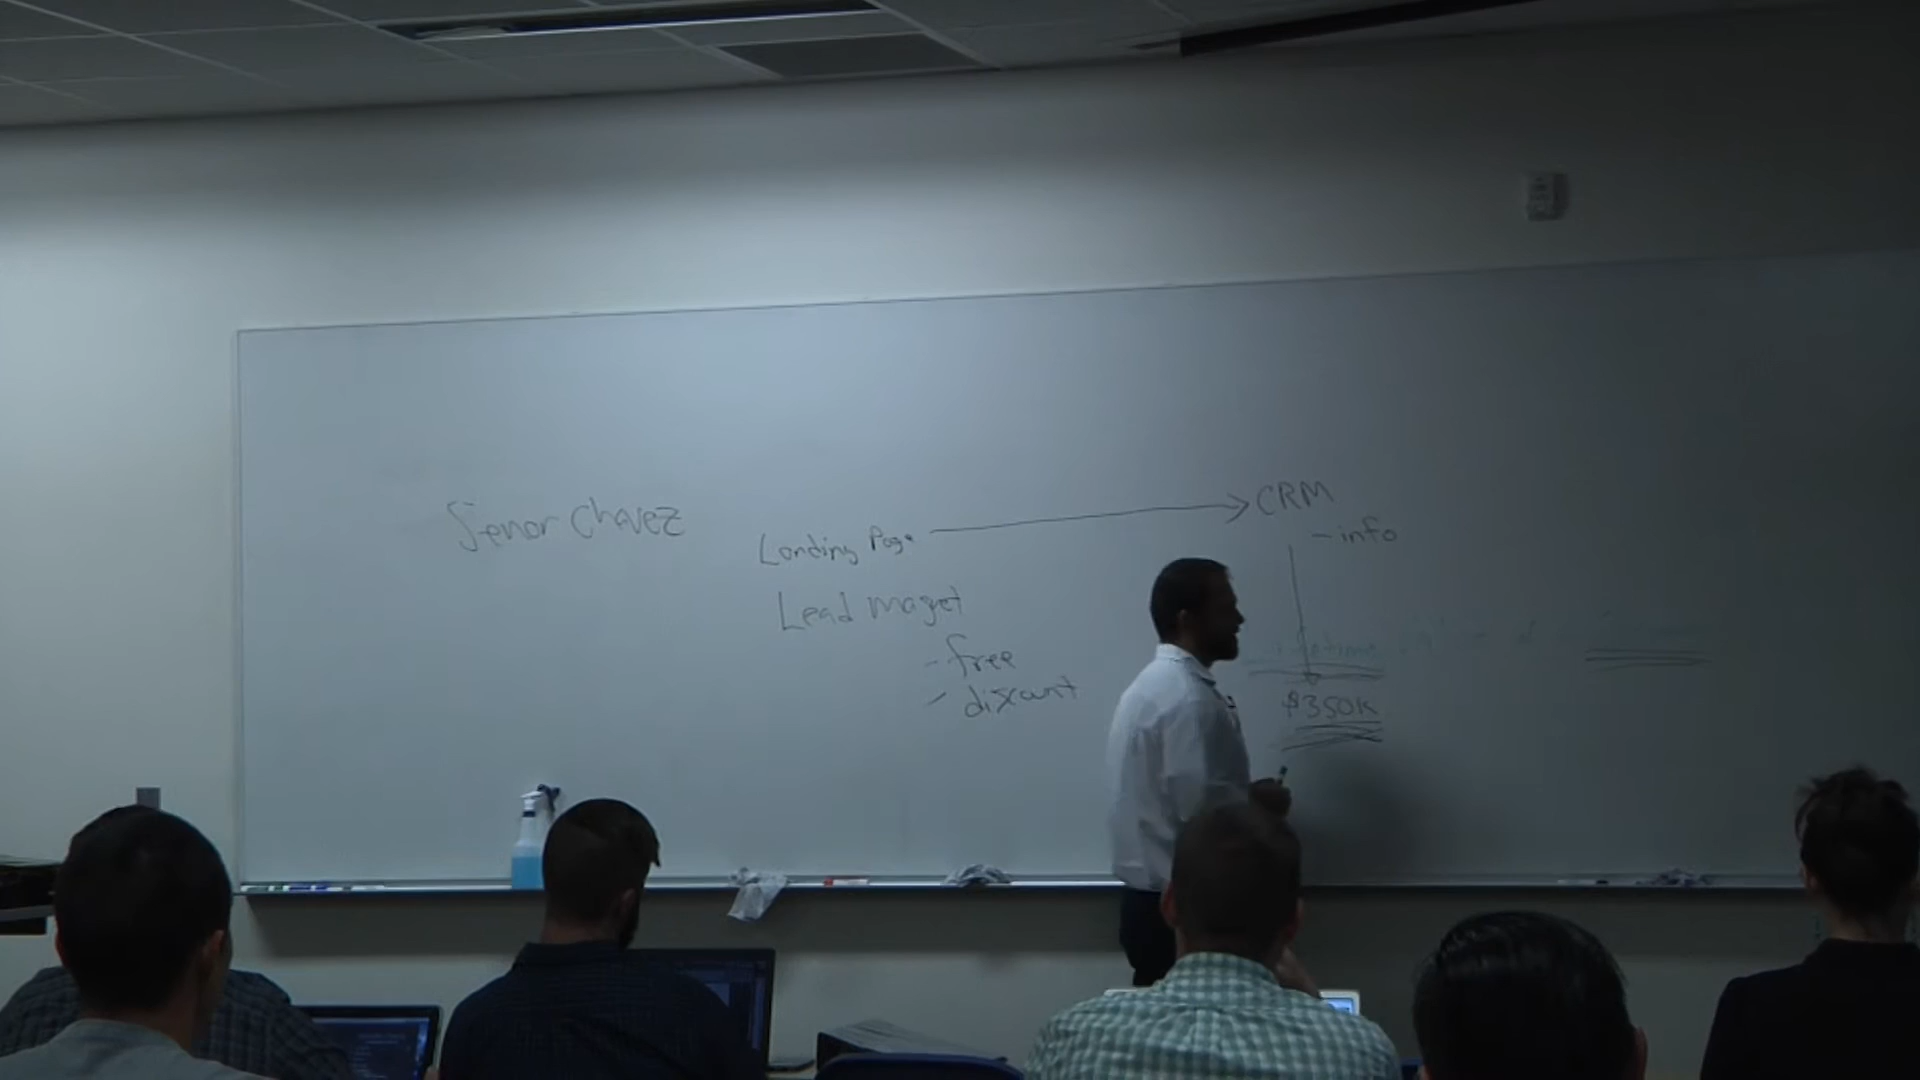 Senor Chavez
Landing Page
CRM
- info
Lead magnet
- free
- discount
$350K